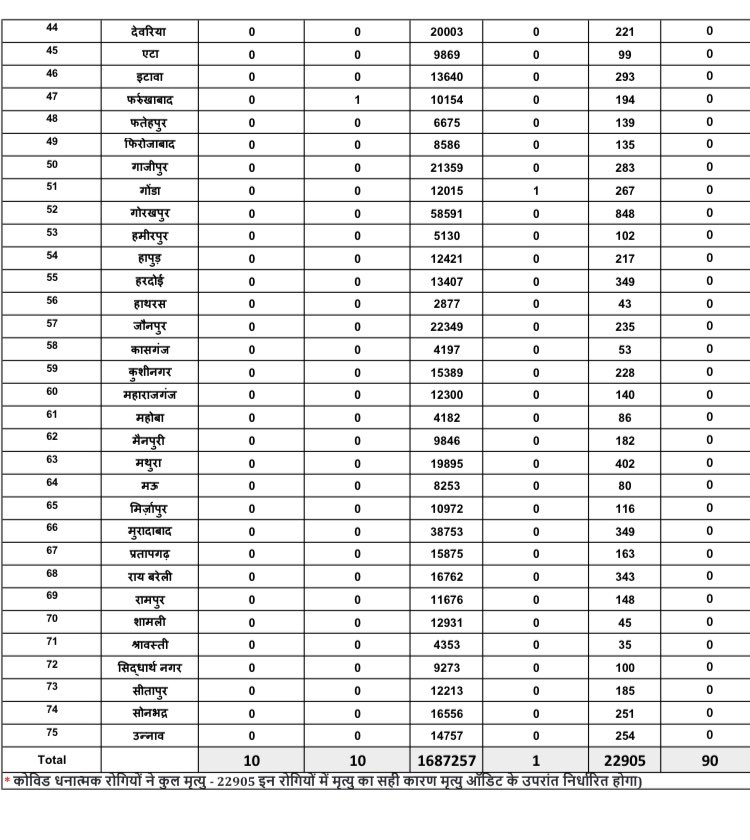 44 देवरिया 0 0 20003 0 221 0
45 एटा 0 0 9869 0 99 0
46 इटावा 0 0 13640 0 293 0
47 फर्रुखाबाद 0 1 10154 0 194 0
48 फतेहपुर 0 0 6675 0 139 0
49 फिरोजाबाद 0 0 8586 0 135 0
50 गाजीपुर 0 0 21359 0 283 0
51 गोंडा 0 0 12015 1 267 0
52 गोरखपुर 0 0 58591 0 848 0
53 हमीरपुर 0 0 5130 0 102 0
54 हापुड़ 0 0 12421 0 217 0
55 हरदोई 0 0 13407 0 349 0
56 हाथरस 0 0 2877 0 43 0
57 जौनपुर 0 0 22349 0 235 0
58 कासगंज 0 0 4197 0 53 0
59 कुशीनगर 0 0 15389 0 228 0
60 महाराजगंज 0 0 12300 0 140 0
61 महोबा 0 0 4182 0 86 0
62 मैनपुरी 0 0 9846 0 182 0
63 मथुरा 0 0 19895 0 402 0
64 मऊ 0 0 8253 0 80 0
65 मिर्ज़ापुर 0 0 10972 0 116 0
66 मुरादाबाद 0 0 38753 0 349 0
67 प्रतापगढ़ 0 0 15875 0 163 0
68 राय बरेली 0 0 16762 0 343 0
69 रामपुर 0 0 11676 0 148 0
70 शामली 0 0 12931 0 45 0
71 श्रावस्ती 0 0 4353 0 35 0
72 सिद्धार्थ नगर 0 0 9273 0 100 0
73 सीतापुर 0 0 12213 0 185 0
74 सोनभद्र 0 0 16556 0 251 0
75 उन्नाव 0 0 14757 0 254 0
Total 10 10 1687257 1 22905 90
* कोविड धनात्मक रोगियों ने कुल मृत्यु - 22905 इन रोगियों में मृत्यु का सही कारण मृत्यु ऑडिट के उपरांत निर्धारित होगा)